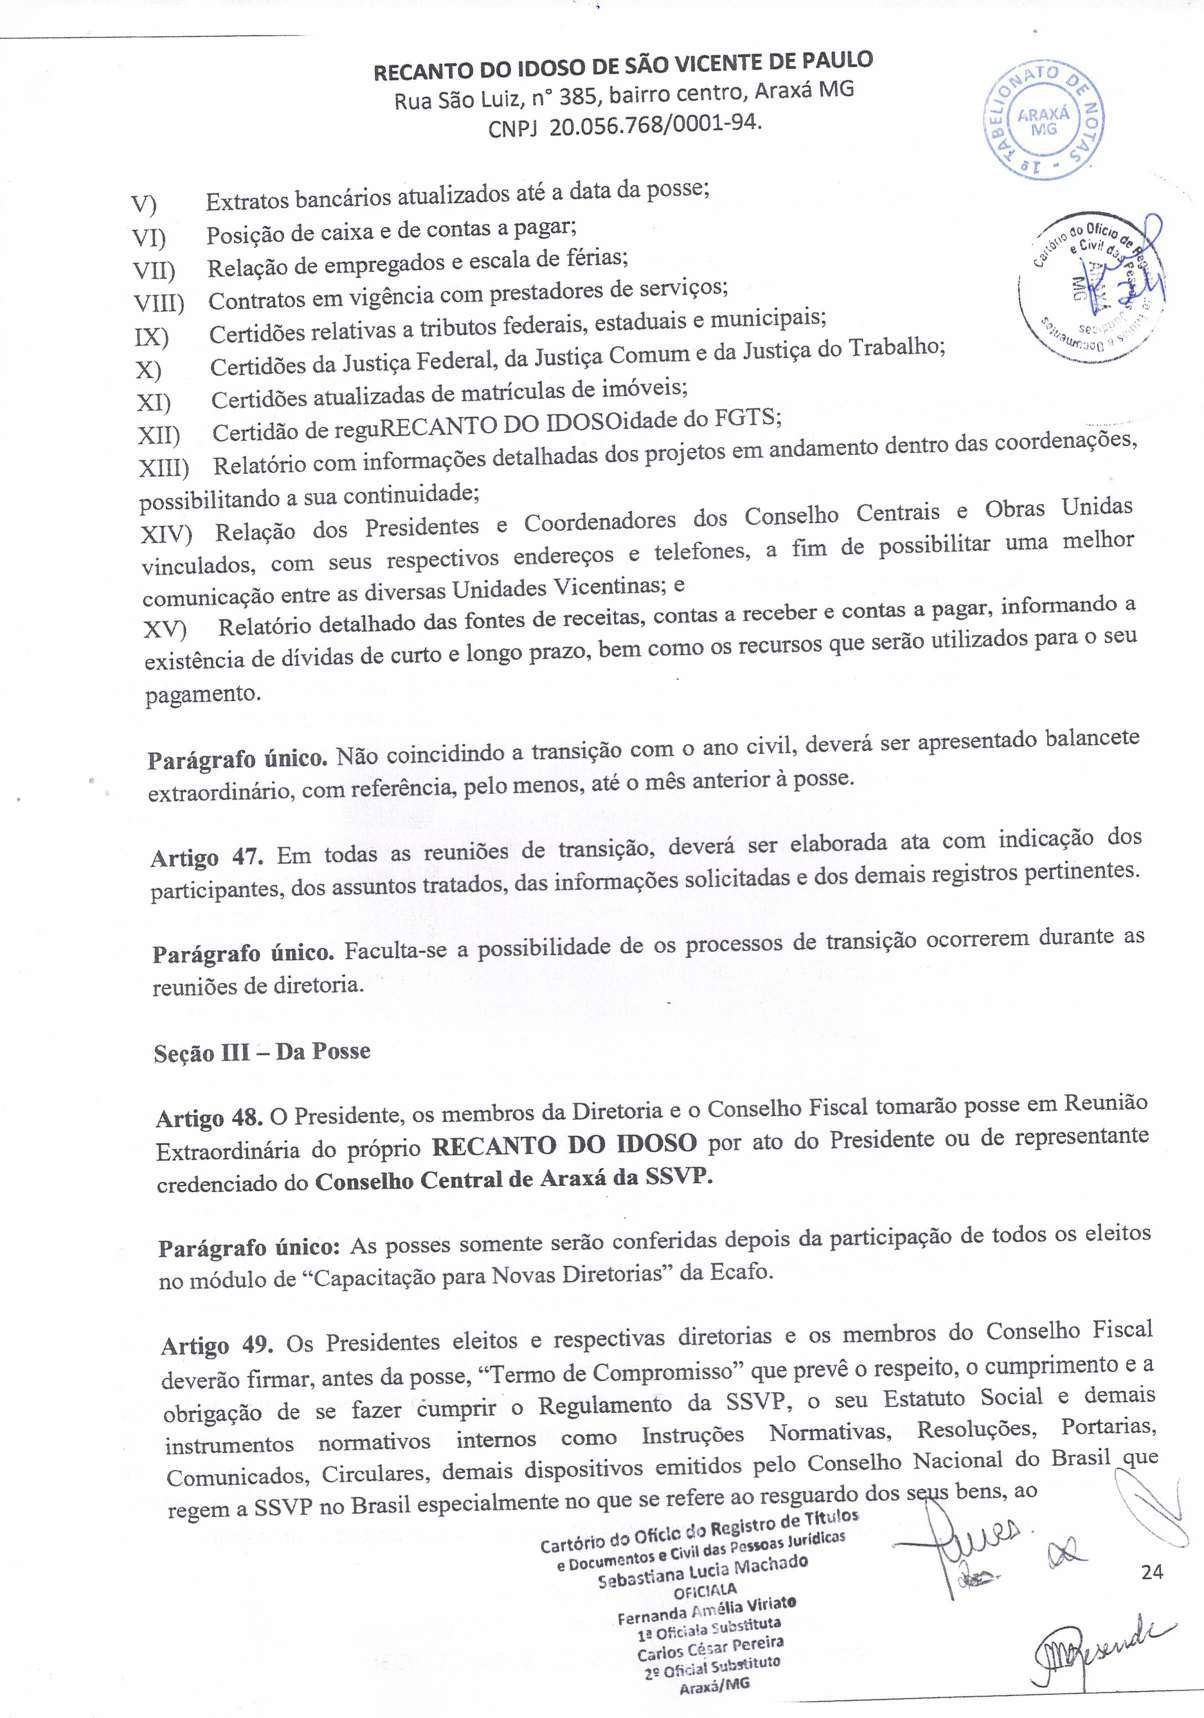 RECANTO DO IDOSO DE SÃO VICENTE DE PAULO
Rua São Luiz, n° 385, bairro centro, Araxá MG
CNPJ 20.056.768/0001-94.
1º TABELIONATO DE NOTAS -
ARAXÁ
MG
Cartório do Ofício de
e Civil das
ARAXÁ
MG
e Documentos
V) Extratos bancários atualizados até a data da posse;
VI) Posição de caixa e de contas a pagar;
VII) Relação de empregados e escala de férias;
VIII) Contratos em vigência com prestadores de serviços;
IX) Certidões relativas a tributos federais, estaduais e municipais;
X) Certidões da Justiça Federal, da Justiça Comum e da Justiça do Trabalho;
XI) Certidões atualizadas de matrículas de imóveis;
XII) Certidão de reguRECANTO DO IDOSOidade do FGTS;
XIII) Relatório com informações detalhadas dos projetos em andamento dentro das coordenações,
possibilitando a sua continuidade;
XIV) Relação dos Presidentes e Coordenadores dos Conselho Centrais e Obras Unidas
vinculados, com seus respectivos endereços e telefones, a fim de possibilitar uma melhor
comunicação entre as diversas Unidades Vicentinas; e
XV) Relatório detalhado das fontes de receitas, contas a receber e contas a pagar, informando a
existência de dívidas de curto e longo prazo, bem como os recursos que serão utilizados para o seu
pagamento.
Parágrafo único. Não coincidindo a transição com o ano civil, deverá ser apresentado balancete
extraordinário, com referência, pelo menos, até o mês anterior à posse.
Artigo 47. Em todas as reuniões de transição, deverá ser elaborada ata com indicação dos
participantes, dos assuntos tratados, das informações solicitadas e dos demais registros pertinentes.
Parágrafo único. Faculta-se a possibilidade de os processos de transição ocorrerem durante as
reuniões de diretoria.
Seção III – Da Posse
Artigo 48. O Presidente, os membros da Diretoria e o Conselho Fiscal tomarão posse em Reunião
Extraordinária do próprio RECANTO DO IDOSO por ato do Presidente ou de representante
credenciado do Conselho Central de Araxá da SSVP.
Parágrafo único: As posses somente serão conferidas depois da participação de todos os eleitos
no módulo de “Capacitação para Novas Diretorias” da Ecafo.
Artigo 49. Os Presidentes eleitos e respectivas diretorias e os membros do Conselho Fiscal
deverão firmar, antes da posse, “Termo de Compromisso” que prevê o respeito, o cumprimento e a
obrigação de se fazer cumprir o Regulamento da SSVP, o seu Estatuto Social e demais
instrumentos normativos internos como Instruções Normativas, Resoluções, Portarias,
Comunicados, Circulares, demais dispositivos emitidos pelo Conselho Nacional do Brasil que
regem a SSVP no Brasil especialmente no que se refere ao resguardo dos seus bens, ao
Cartório do Ofício do Registro de Títulos
e Documentos e Civil das Pessoas Jurídicas
Sebastiana Lucia Machado
OFICIALA
Fernanda Amélia Viriato
1ª Oficiala Substituta
Carlos César Pereira
2º Oficial Substituto
Araxá/MG
24